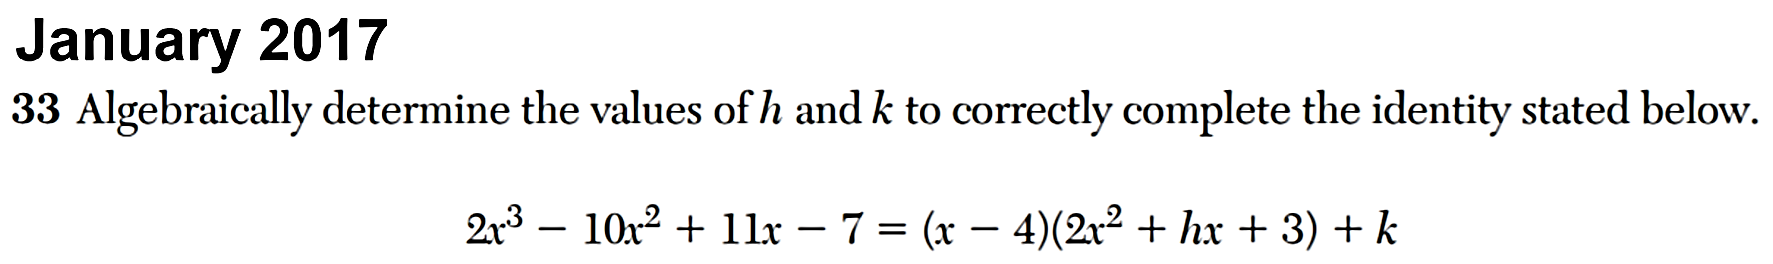 January 2017
33 Algebraically determine the values of h and k to correctly complete the identity stated below.
2x³ − 10x² + 11x − 7 = (x − 4)(2x² + hx + 3) + k